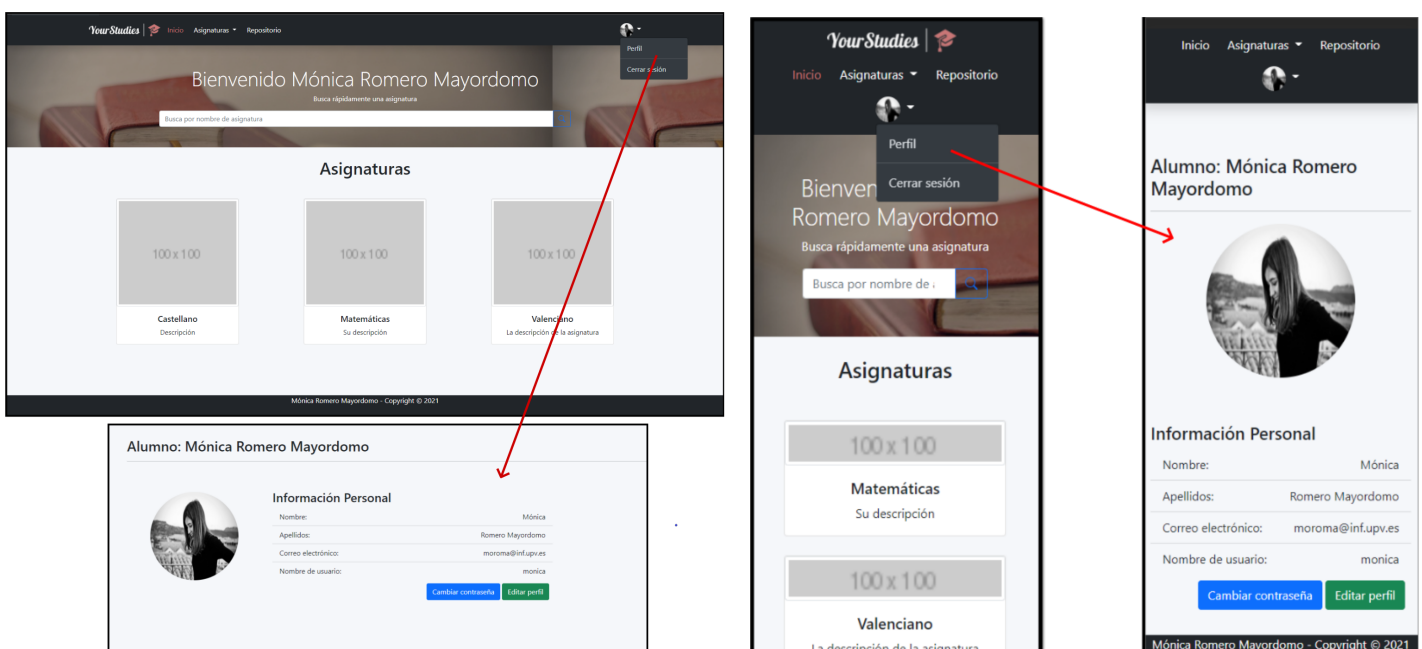 YourStudies
Inicio Asignaturas Repositorio
Perfil
Cerrar sesión
Bienvenido Mónica Romero Mayordomo
Busca rápidamente una asignatura
Busca por nombre de asignatura
Asignaturas
100 x 100 100 x 100 100 x 100
Castellano Matemáticas Valenciano
Descripción Su descripción La descripción de la asignatura
Mónica Romero Mayordomo - Copyright © 2021
Alumno: Mónica Romero Mayordomo
Información Personal
Nombre: Mónica
Apellidos: Romero Mayordomo
Correo electrónico: moroma@inf.upv.es
Nombre de usuario: monica
Cambiar contraseña Editar perfil
YourStudies
Inicio Asignaturas Repositorio
Perfil
Cerrar sesión
Bienven
Romero Mayordomo
Busca rápidamente una asignatura
Busca por nombre de
Asignaturas
100 x 100
Matemáticas
Su descripción
100 x 100
Valenciano
La descripción de la asignatura
Inicio Asignaturas Repositorio
Alumno: Mónica Romero
Mayordomo
Información Personal
Nombre: Mónica
Apellidos: Romero Mayordomo
Correo electrónico: moroma@inf.upv.es
Nombre de usuario: monica
Cambiar contraseña Editar perfil
Mónica Romero Mayordomo - Copyright © 2021